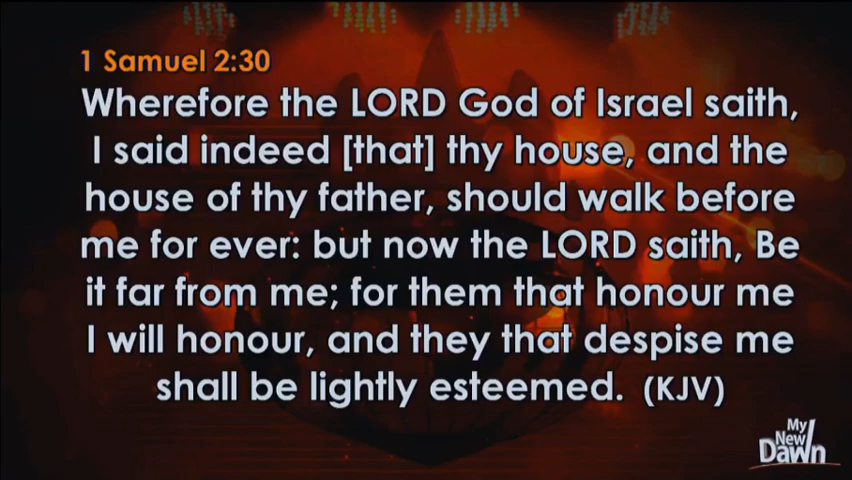 1 Samuel 2:30
Wherefore the LORD God of Israel saith,
I said indeed [that] thy house, and the
house of thy father, should walk before
me for ever: but now the LORD saith, Be
it far from me; for them that honour me
I will honour, and they that despise me
shall be lightly esteemed. (KJV)
My
New
Dawn